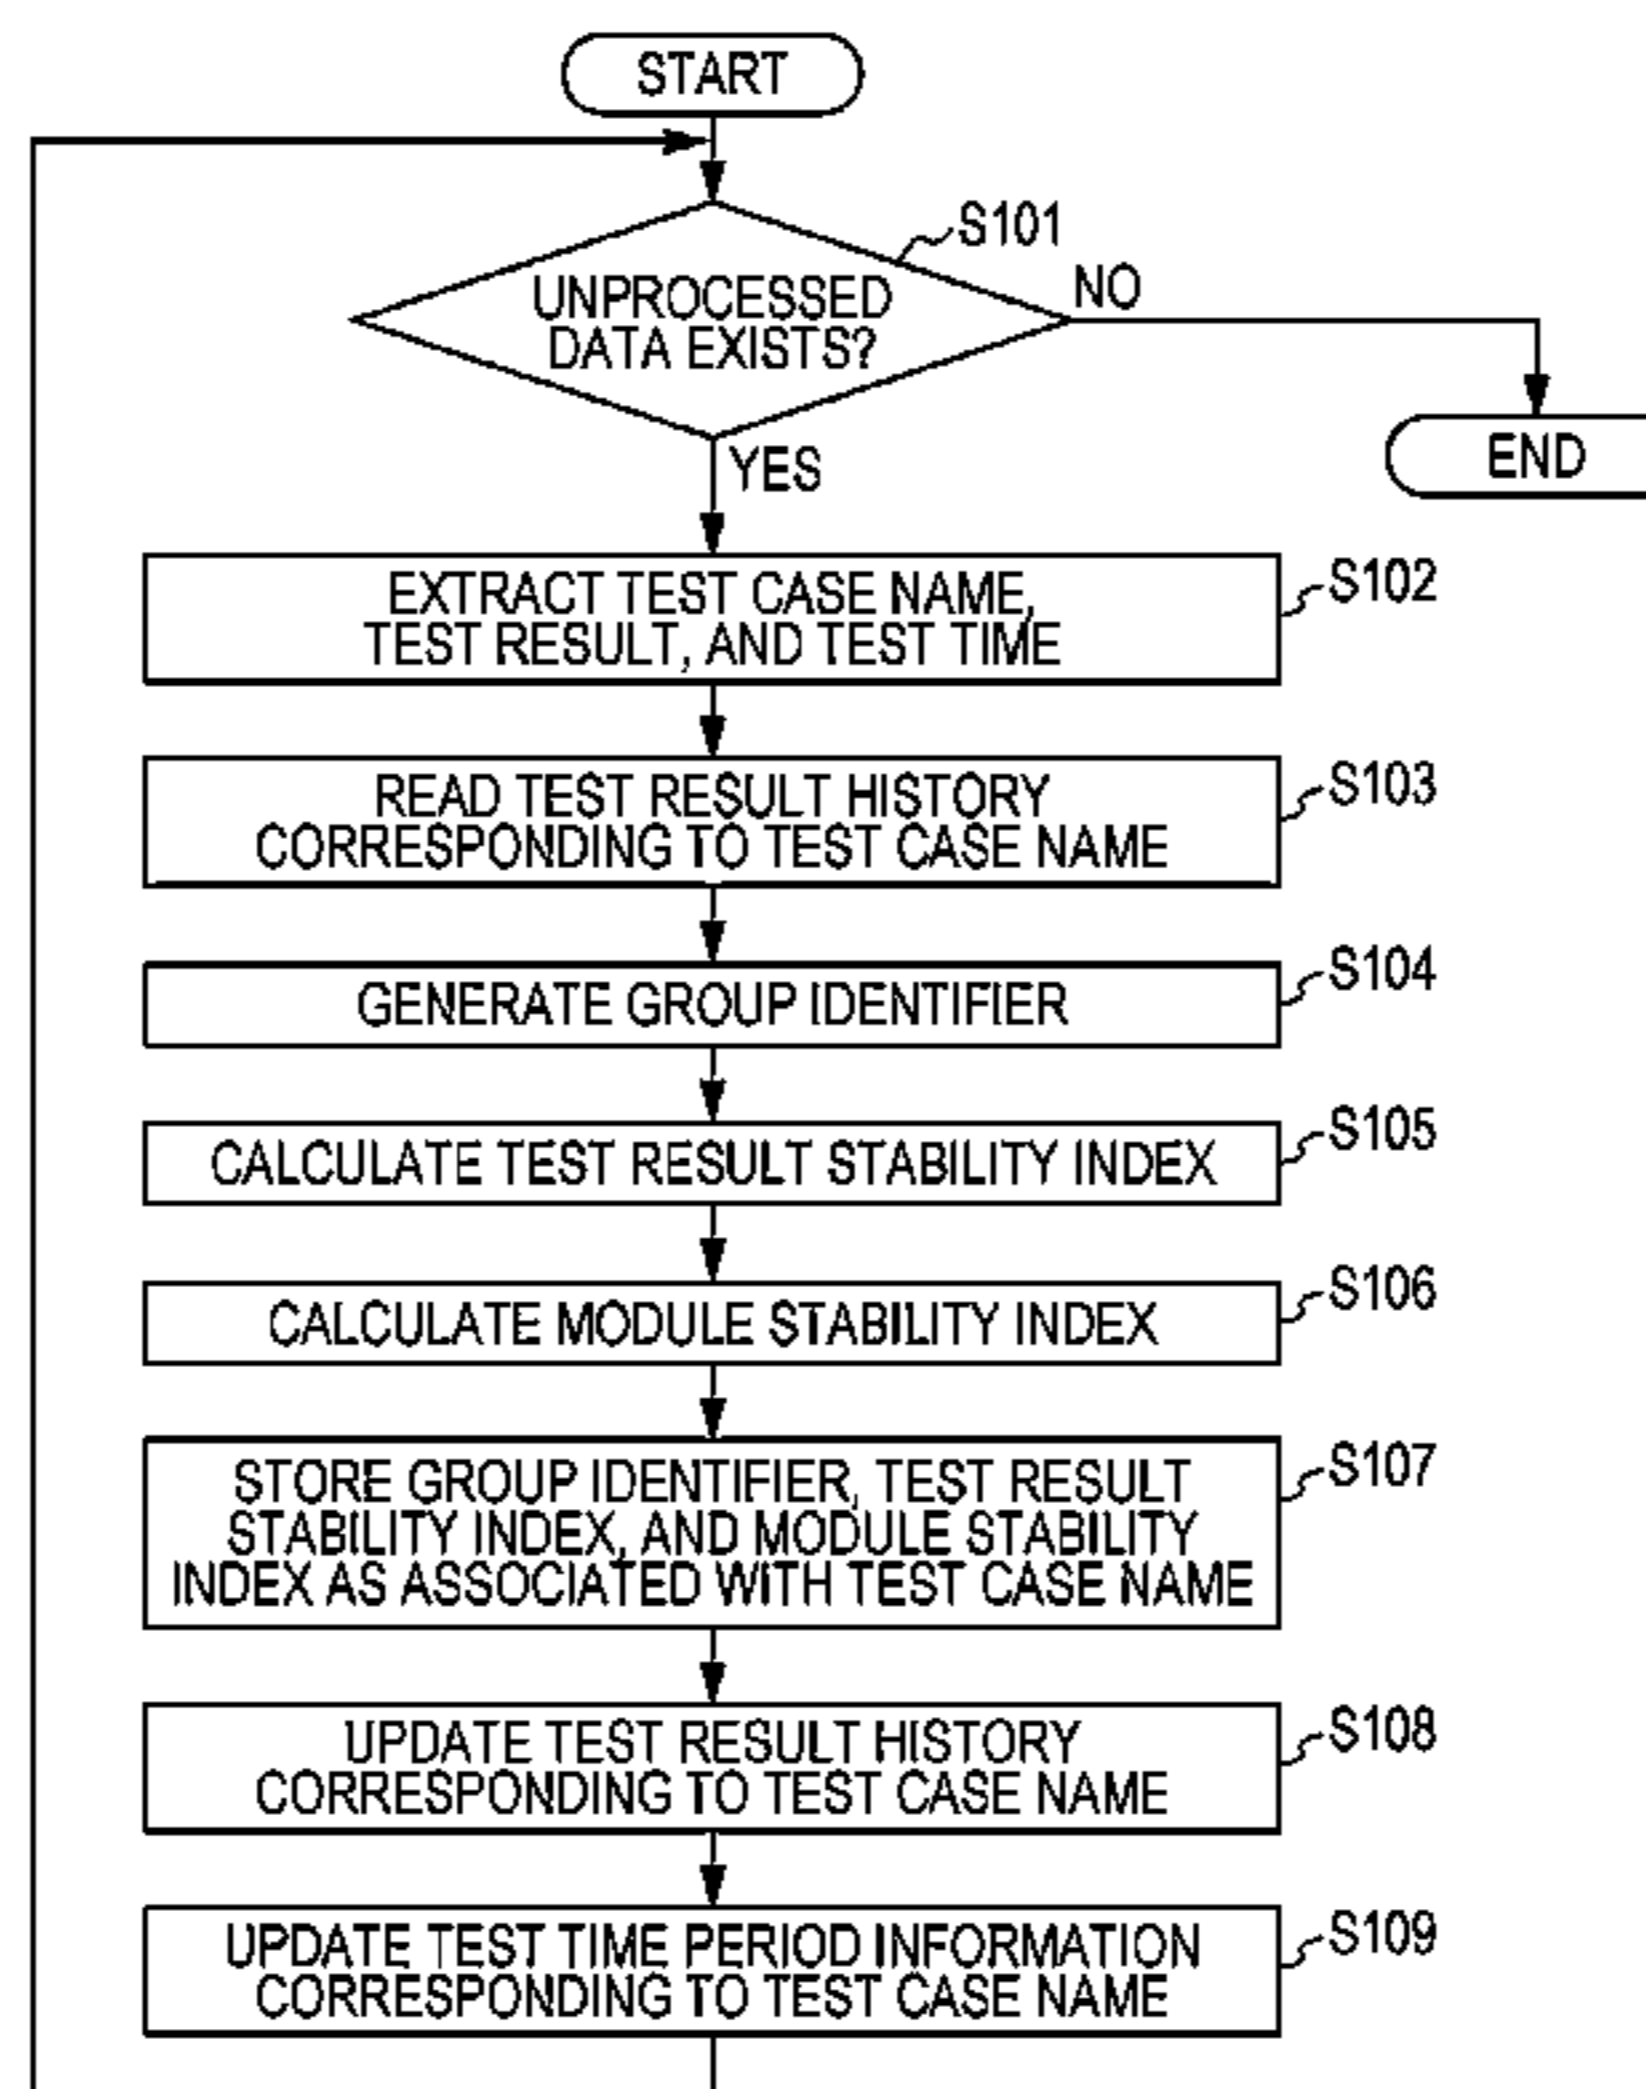 START
S101
UNPROCESSED
DATA EXISTS?
NO
END
YES
EXTRACT TEST CASE NAME,
TEST RESULT, AND TEST TIME
S102
READ TEST RESULT HISTORY
CORRESPONDING TO TEST CASE NAME
S103
GENERATE GROUP IDENTIFIER
S104
CALCULATE TEST RESULT STABILITY INDEX
S105
CALCULATE MODULE STABILITY INDEX
S106
STORE GROUP IDENTIFIER, TEST RESULT
STABILITY INDEX, AND MODULE STABILITY
INDEX AS ASSOCIATED WITH TEST CASE NAME
S107
UPDATE TEST RESULT HISTORY
CORRESPONDING TO TEST CASE NAME
S108
UPDATE TEST TIME PERIOD INFORMATION
CORRESPONDING TO TEST CASE NAME
S109